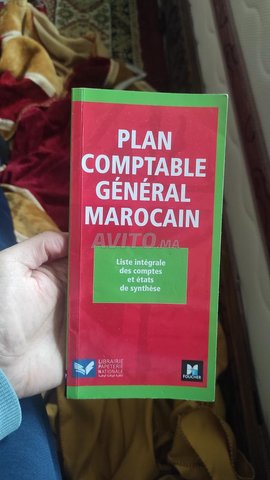 PLAN
COMPTABLE
GÉNÉRAL
MAROCAIN
AVITO.MA
Liste intégrale
des comptes
et états
de synthèse
LIBRAIRIE
PAPETERIE
NATIONALE
FOUCHER